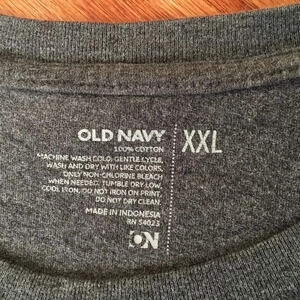 OLD NAVY
XXL
100% COTTON
MACHINE WASH COLD, GENTLE CYCLE,
WASH AND DRY WITH LIKE COLORS,
ONLY NON-CHLORINE BLEACH
WHEN NEEDED. TUMBLE DRY LOW,
COOL IRON, DO NOT IRON ON PRINT,
DO NOT DRY CLEAN.
MADE IN INDONESIA
RN 54023
ON